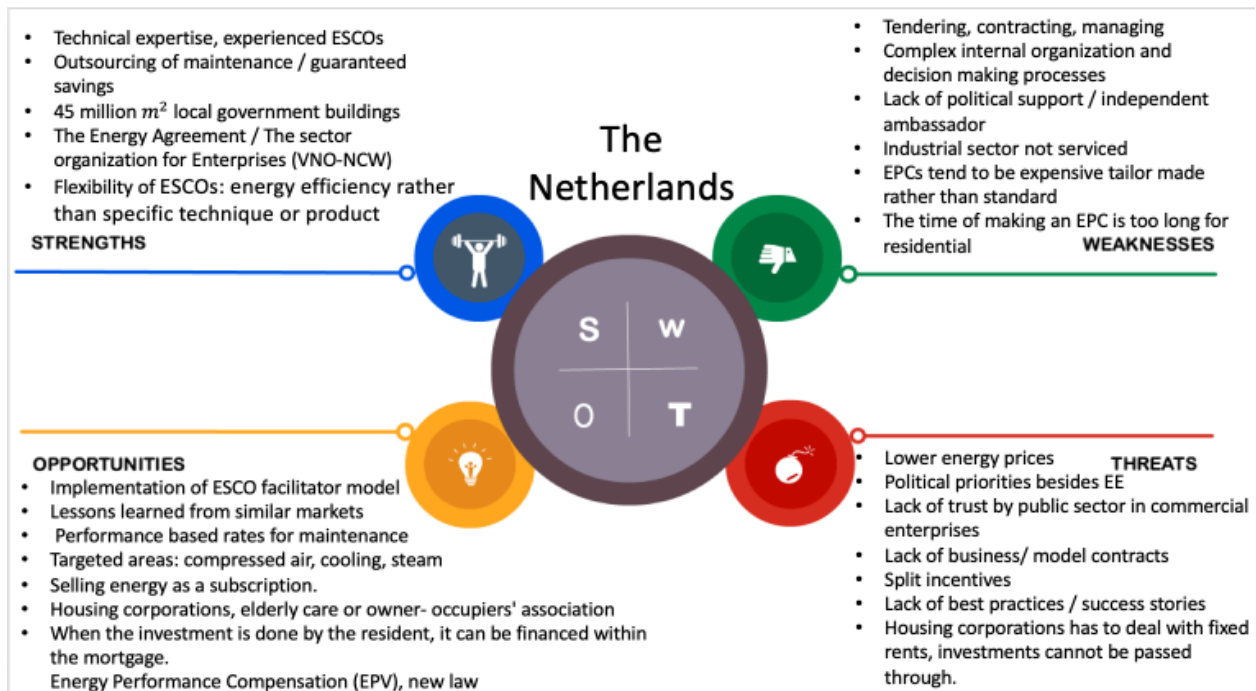 • Technical expertise, experienced ESCOs
• Outsourcing of maintenance / guaranteed
savings
• 45 million m² local government buildings
• The Energy Agreement / The sector
organization for Enterprises (VNO-NCW)
• Flexibility of ESCOs: energy efficiency rather
than specific technique or product
STRENGTHS
The
Netherlands
• Tendering, contracting, managing
• Complex internal organization and
decision making processes
• Lack of political support / independent
ambassador
• Industrial sector not serviced
• EPCs tend to be expensive tailor made
rather than standard
• The time of making an EPC is too long for
residential
WEAKNESSES
S W
O T
OPPORTUNITIES
• Implementation of ESCO facilitator model
• Lessons learned from similar markets
• Performance based rates for maintenance
• Targeted areas: compressed air, cooling, steam
• Selling energy as a subscription.
• Housing corporations, elderly care or owner- occupiers' association
• When the investment is done by the resident, it can be financed within
the mortgage.
Energy Performance Compensation (EPV), new law
THREATS
• Lower energy prices
• Political priorities besides EE
• Lack of trust by public sector in commercial
enterprises
• Lack of business/ model contracts
• Split incentives
• Lack of best practices / success stories
• Housing corporations has to deal with fixed
rents, investments cannot be passed
through.